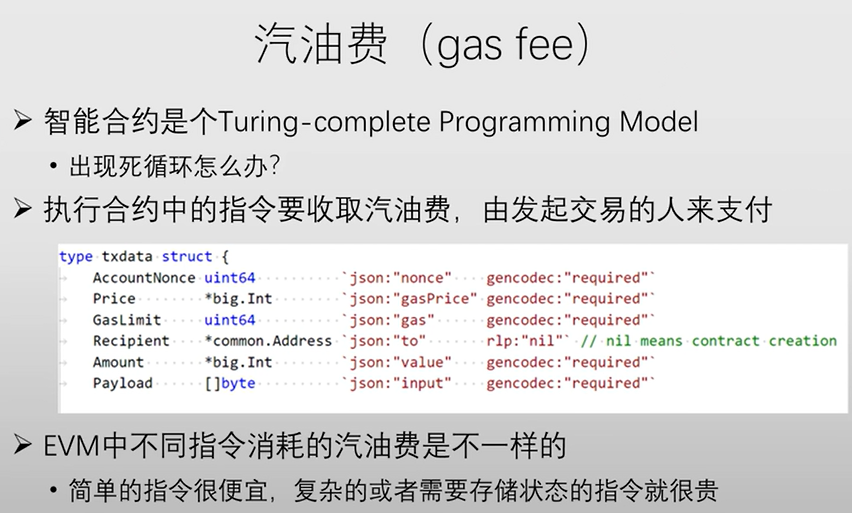 汽油费（gas fee）
➢ 智能合约是个Turing-complete Programming Model
• 出现死循环怎么办？
➢ 执行合约中的指令要收取汽油费，由发起交易的人来支付
type txdata struct {
AccountNonce uint64 `json:"nonce" gencodec:"required"`
Price *big.Int `json:"gasPrice" gencodec:"required"`
GasLimit uint64 `json:"gas" gencodec:"required"`
Recipient *common.Address `json:"to" rlp:"nil"` // nil means contract creation
Amount *big.Int `json:"value" gencodec:"required"`
Payload []byte `json:"input" gencodec:"required"`
➢ EVM中不同指令消耗的汽油费是不一样的
• 简单的指令很便宜，复杂的或者需要存储状态的指令就很贵